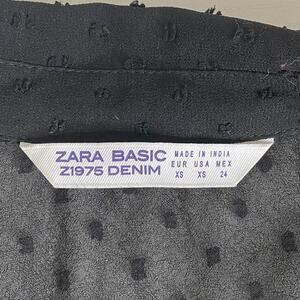 ZARA BASIC
Z1975 DENIM
MADE IN INDIA
EUR USA MEX
XS XS 24